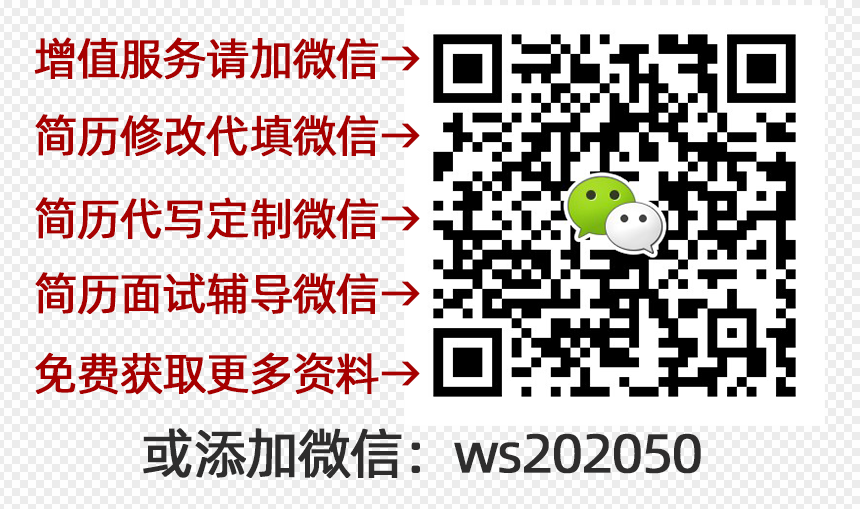 增值服务请加微信→
简历修改代填微信→
简历代写定制微信→
简历面试辅导微信→
免费获取更多资料→
或添加微信：ws202050